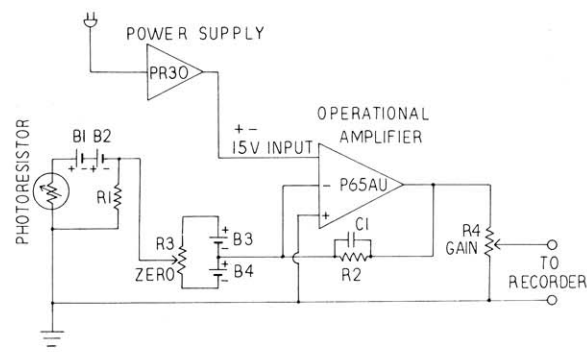 POWER SUPPLY
PR30
OPERATIONAL
AMPLIFIER
+ -
15V INPUT
P65AU
-
+
PHOTORESISTOR
B1 B2
+ - + -
R1
R3
ZERO
+
B3
-
+
B4
-
C1
R2
R4
GAIN
TO
RECORDER